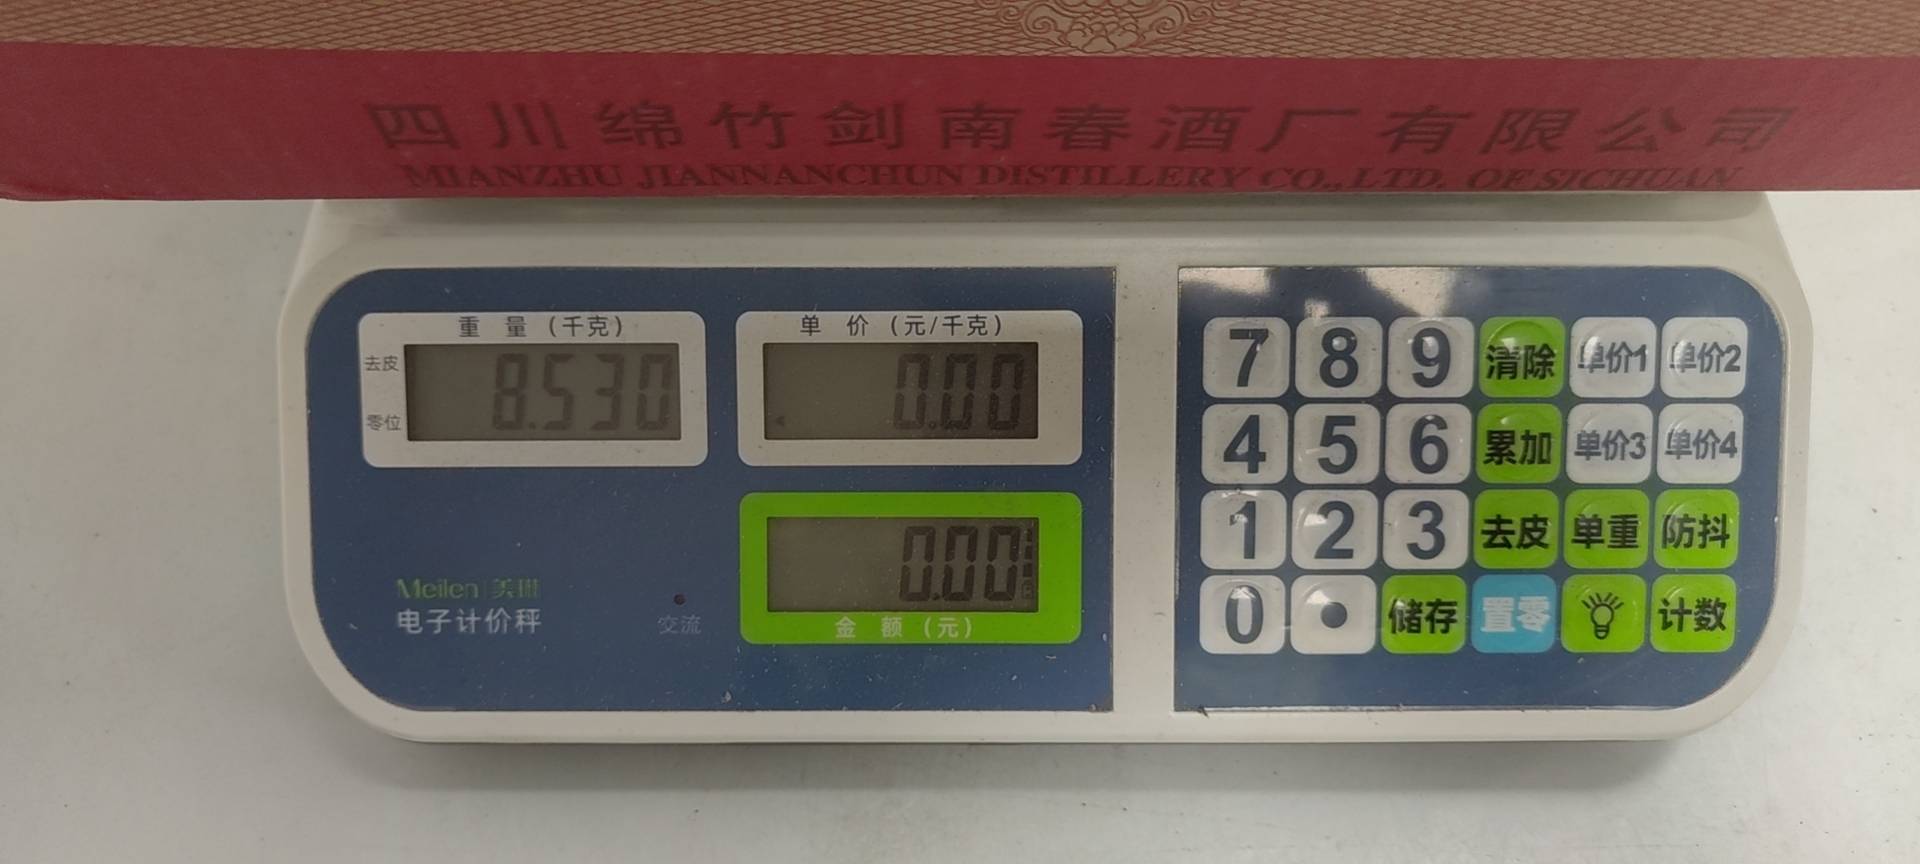 四川绵竹剑南春酒厂有限公司
MIANZHU JIANNANCHUN DISTILLERY CO.,LTD. OF SICHUAN
重 量 (千克)
去皮
零位
8.530
单 价 (元/千克)
0.00
0.00
金 额 (元)
Meilen 美琳
电子计价秤
交流
7 8 9 清除 单价1 单价2
4 5 6 累加 单价3 单价4
1 2 3 去皮 单重 防抖
0 • 储存 置零 计数